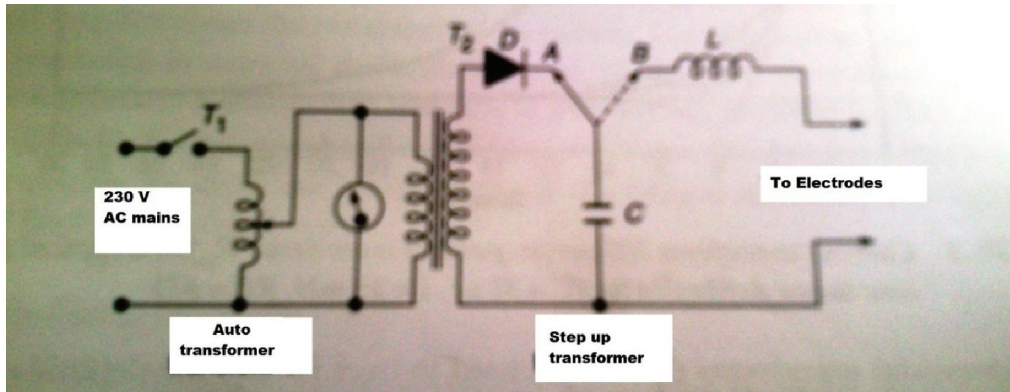 T₂ D A B L
T₁
230 V
AC mains
C
To Electrodes
Auto
transformer
Step up
transformer